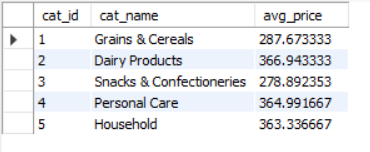 cat_id cat_name avg_price
1 Grains & Cereals 287.673333
2 Dairy Products 366.943333
3 Snacks & Confectioneries 278.892353
4 Personal Care 364.991667
5 Household 363.336667